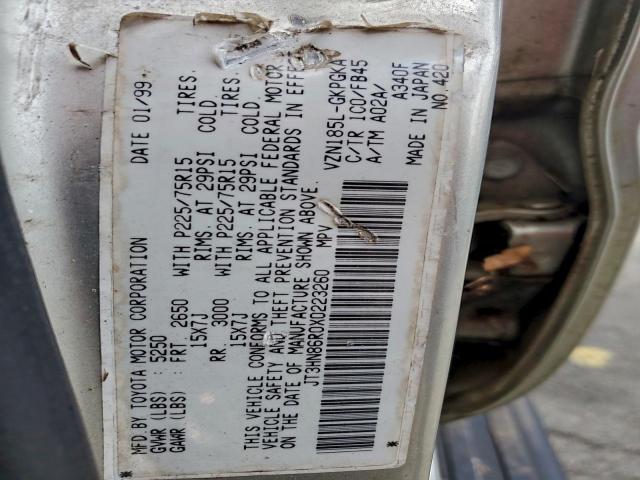 MFD BY TOYOTA MOTOR CORPORATION DATE 01/99
GVWR (LBS) : 5250
GAWR (LBS) : FRT. 2650 WITH P225/75R15 TIRES.
15X7J RIMS. AT 29PSI COLD
RR. 3000 WITH P225/75R15 TIRES.
15X7J RIMS. AT 29PSI COLD
THIS VEHICLE CONFORMS TO ALL APPLICABLE FEDERAL MOTOR
VEHICLE SAFETY AND THEFT PREVENTION STANDARDS IN EFFECT
ON THE DATE OF MANUFACTURE SHOWN ABOVE.
JT3HN86R0X0223260 MPV
VZN185L-GKPGKA
C/TR 100/FB45
A/TM A02A/ A340F
* MADE IN JAPAN *
NO. 420